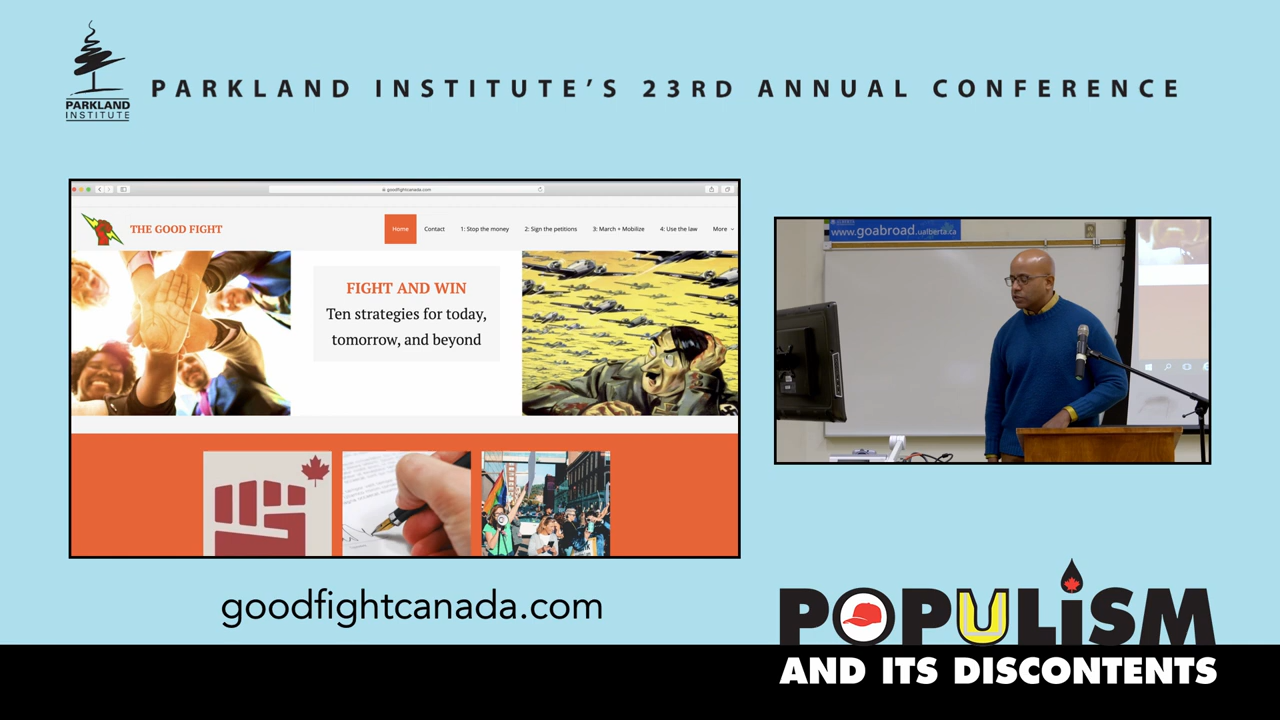 PARKLAND INSTITUTE
PARKLAND INSTITUTE'S 23RD ANNUAL CONFERENCE
goodfightcanada.com
THE GOOD FIGHT
Home
Contact
1: Stop the money
2: Sign the petitions
3: March + Mobilize
4: Use the law
More
FIGHT AND WIN
Ten strategies for today,
tomorrow, and beyond
www.goabroad.ualberta.ca
goodfightcanada.com
POPULiSM
AND ITS DISCONTENTS